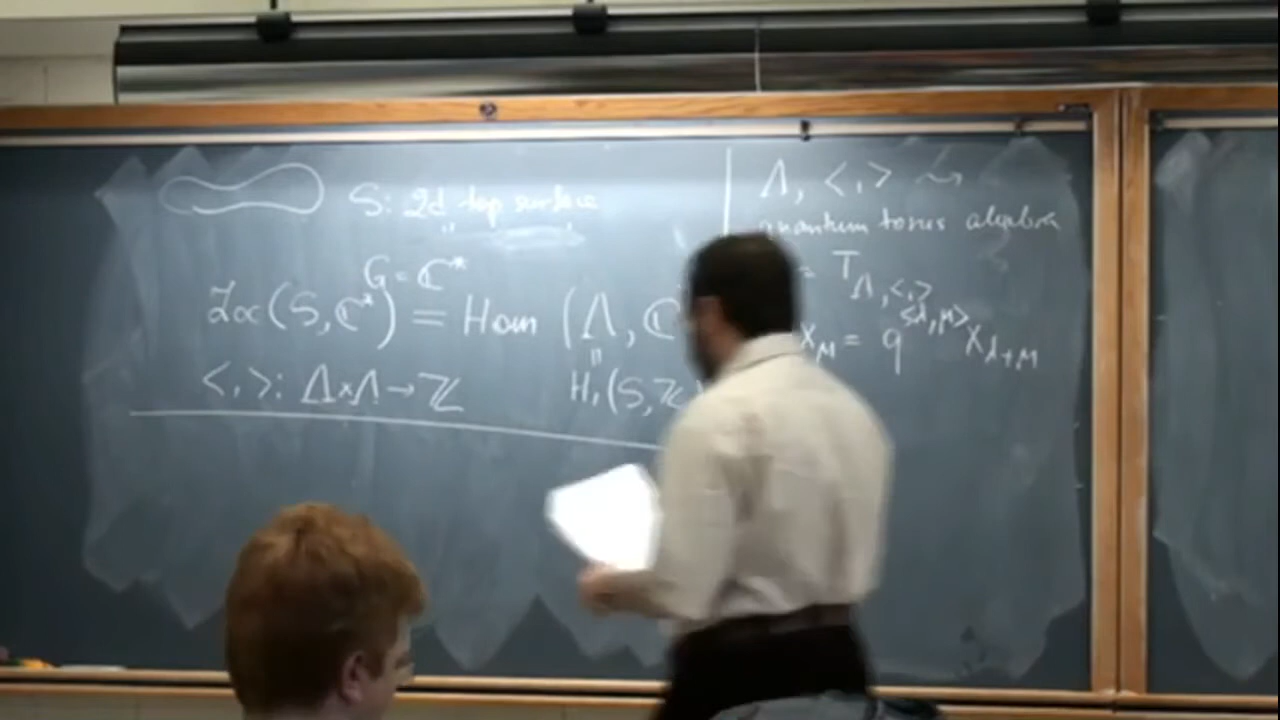 S: 2d top surface
G = ℂ*
Loc(S, ℂ*) = Hom (Λ, ℂ
"
<,>: Λ×Λ → ℤ H₁(S, ℤ
Λ, <,> ⇝
quantum torus algebra
= T_{Λ,<,>}
X_μ = q^{<λ,μ>} X_{λ+μ}